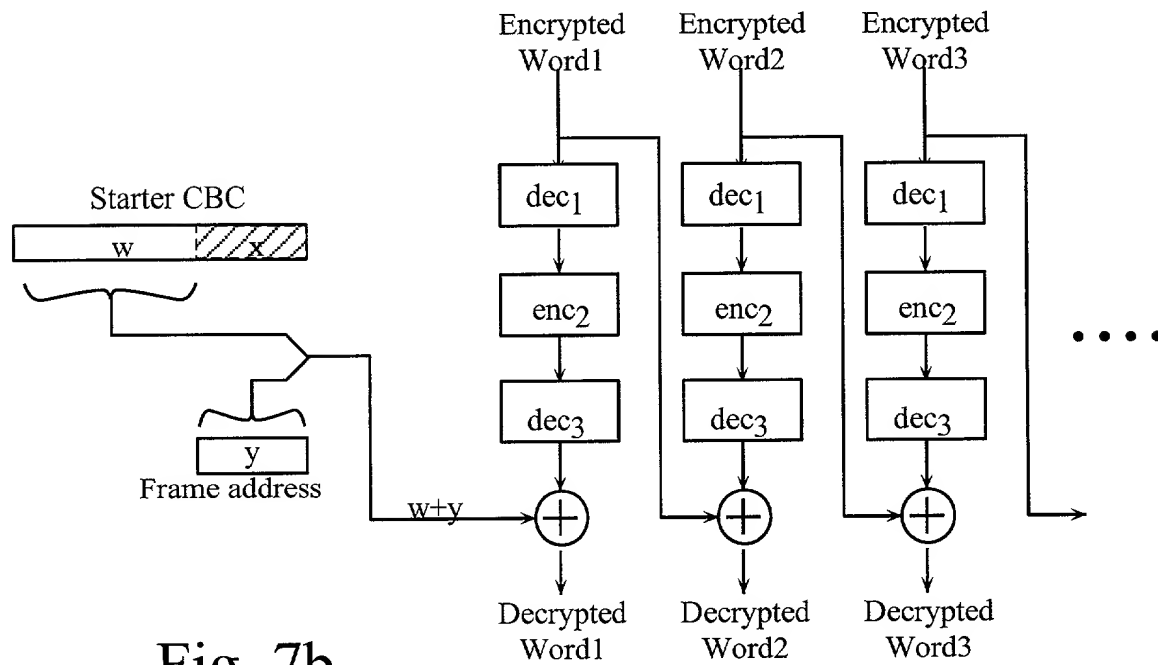 Encrypted Word1
Encrypted Word2
Encrypted Word3
Starter CBC
w
x
y
Frame address
w+y
dec1
dec1
dec1
enc2
enc2
enc2
dec3
dec3
dec3
Decrypted Word1
Decrypted Word2
Decrypted Word3
Fig. 7b